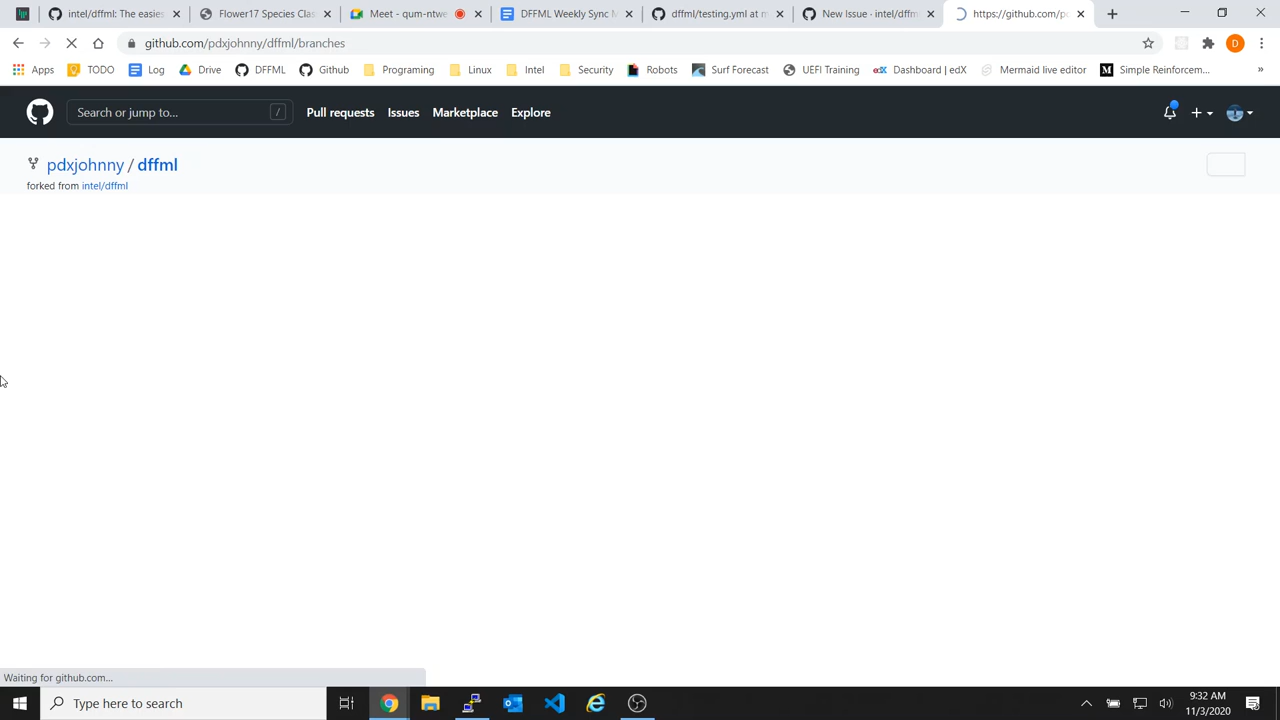 intel/dffml: The easies
Flower17 Species Clas
Meet - qum-ntwe
DFFML Weekly Sync M
dffml/testing.yml at m
New Issue - intel/dffm
https://github.com/pd
github.com/pdxjohnny/dffml/branches
Apps
TODO
Log
Drive
DFFML
Github
Programing
Linux
Intel
Security
Robots
Surf Forecast
UEFI Training
Dashboard | edX
Mermaid live editor
Simple Reinforcem...
»
Search or jump to...
/
Pull requests
Issues
Marketplace
Explore
pdxjohnny / dffml
forked from intel/dffml
Waiting for github.com...
Type here to search
9:32 AM
11/3/2020